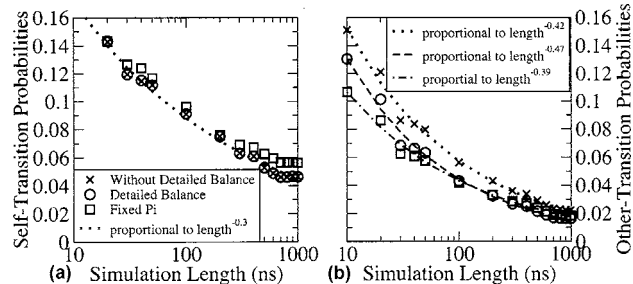 Self-Transition Probabilities
0.16
0.14
0.12
0.1
0.08
0.06
0.04
0.02
0
Without Detailed Balance
Detailed Balance
Fixed Pi
proportional to length-0.3
10
100
1000
(a) Simulation Length (ns)
proportional to length-0.42
proportional to length-0.47
proportial to length-0.39
0.16
0.14
0.12
0.1
0.08
0.06
0.04
0.02
0
Other-Transition Probabilities
10
100
1000
(b) Simulation Length (ns)